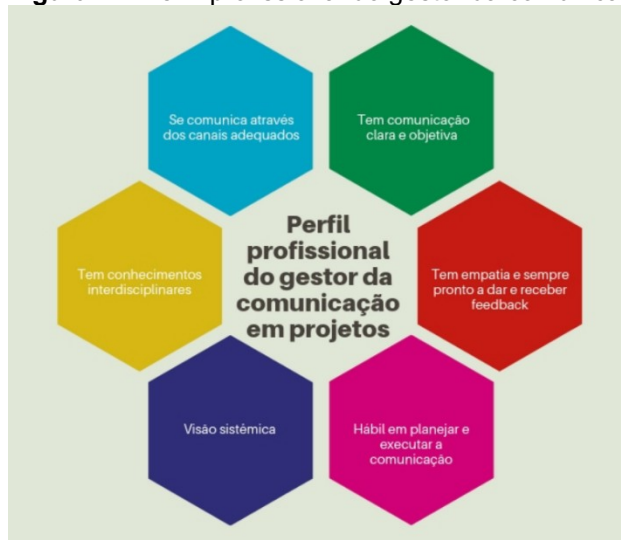 Se comunica através
dos canais adequados
Tem comunicação
clara e objetiva
Perfil
profissional
do gestor da
comunicação
em projetos
Tem conhecimentos
interdisciplinares
Tem empatia e sempre
pronto a dar e receber
feedback
Visão sistêmica
Hábil em planejar e
executar a
comunicação